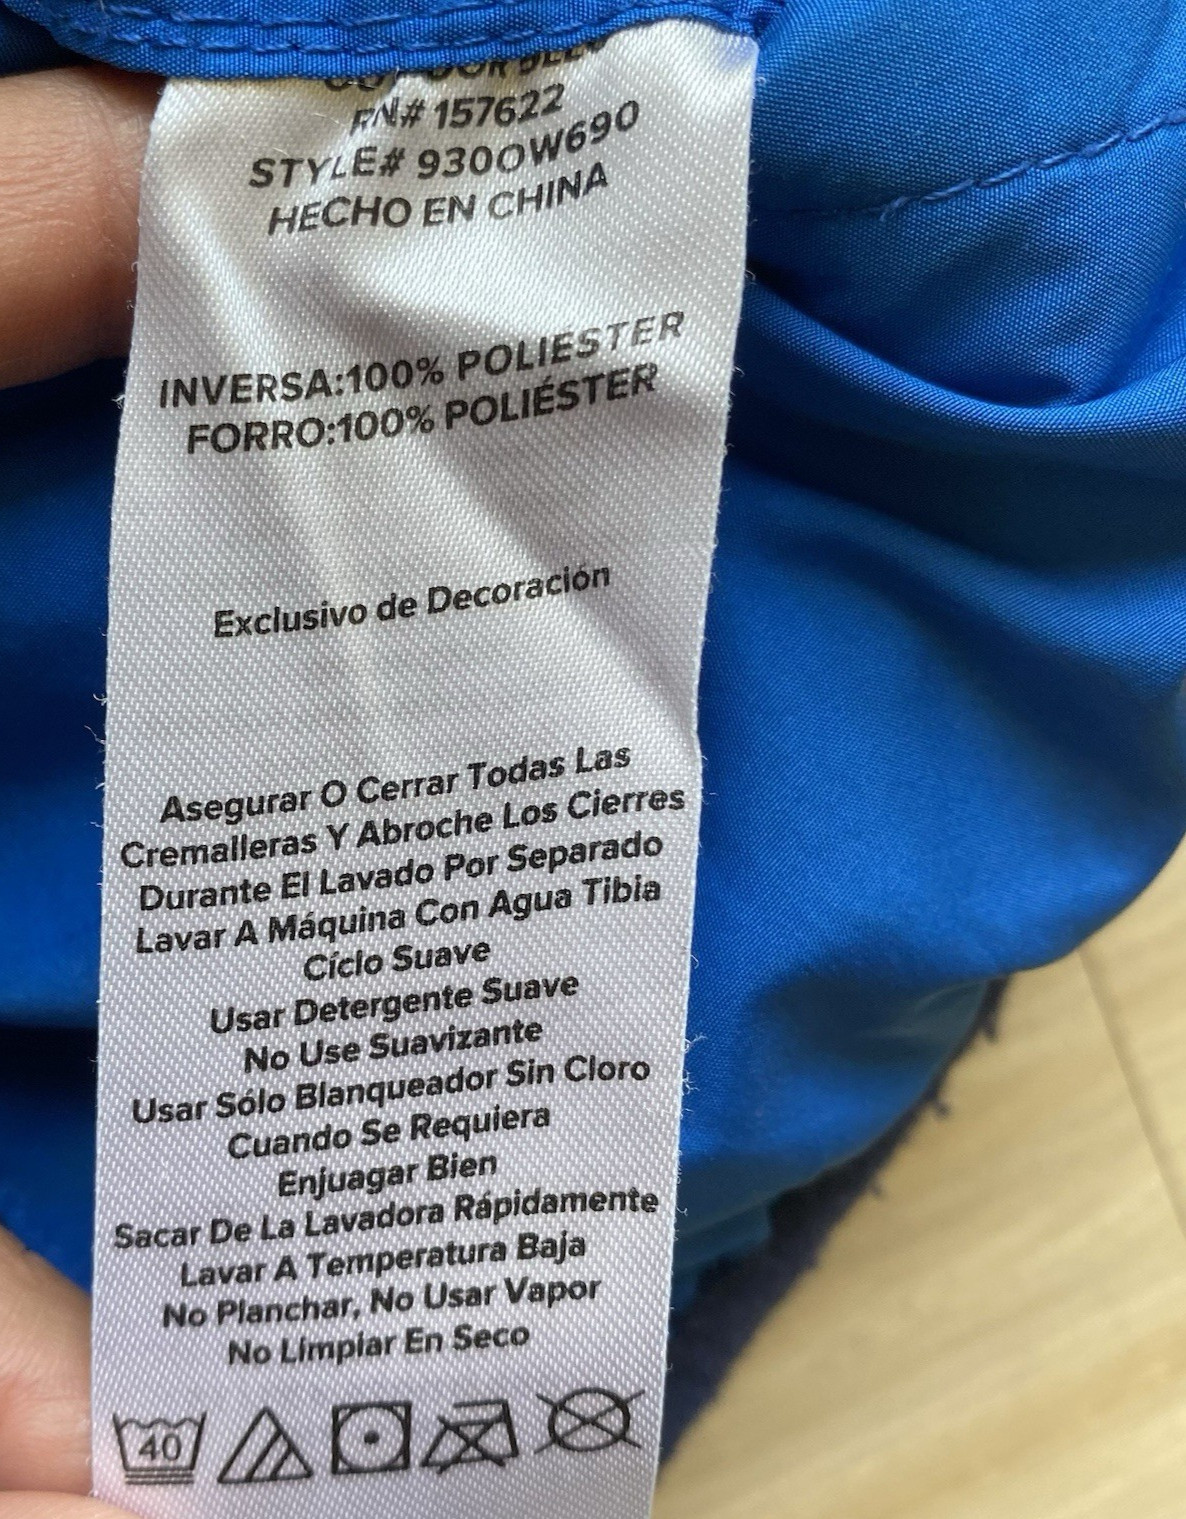 RN# 157622
STYLE# 930OW690
HECHO EN CHINA
INVERSA:100% POLIESTER
FORRO:100% POLIÉSTER
Exclusivo de Decoración
Asegurar O Cerrar Todas Las
Cremalleras Y Abroche Los Cierres
Durante El Lavado Por Separado
Lavar A Máquina Con Agua Tibia
Cíclo Suave
Usar Detergente Suave
No Use Suavizante
Usar Sólo Blanqueador Sin Cloro
Cuando Se Requiera
Enjuagar Bien
Sacar De La Lavadora Rápidamente
Lavar A Temperatura Baja
No Planchar, No Usar Vapor
No Limpiar En Seco
40